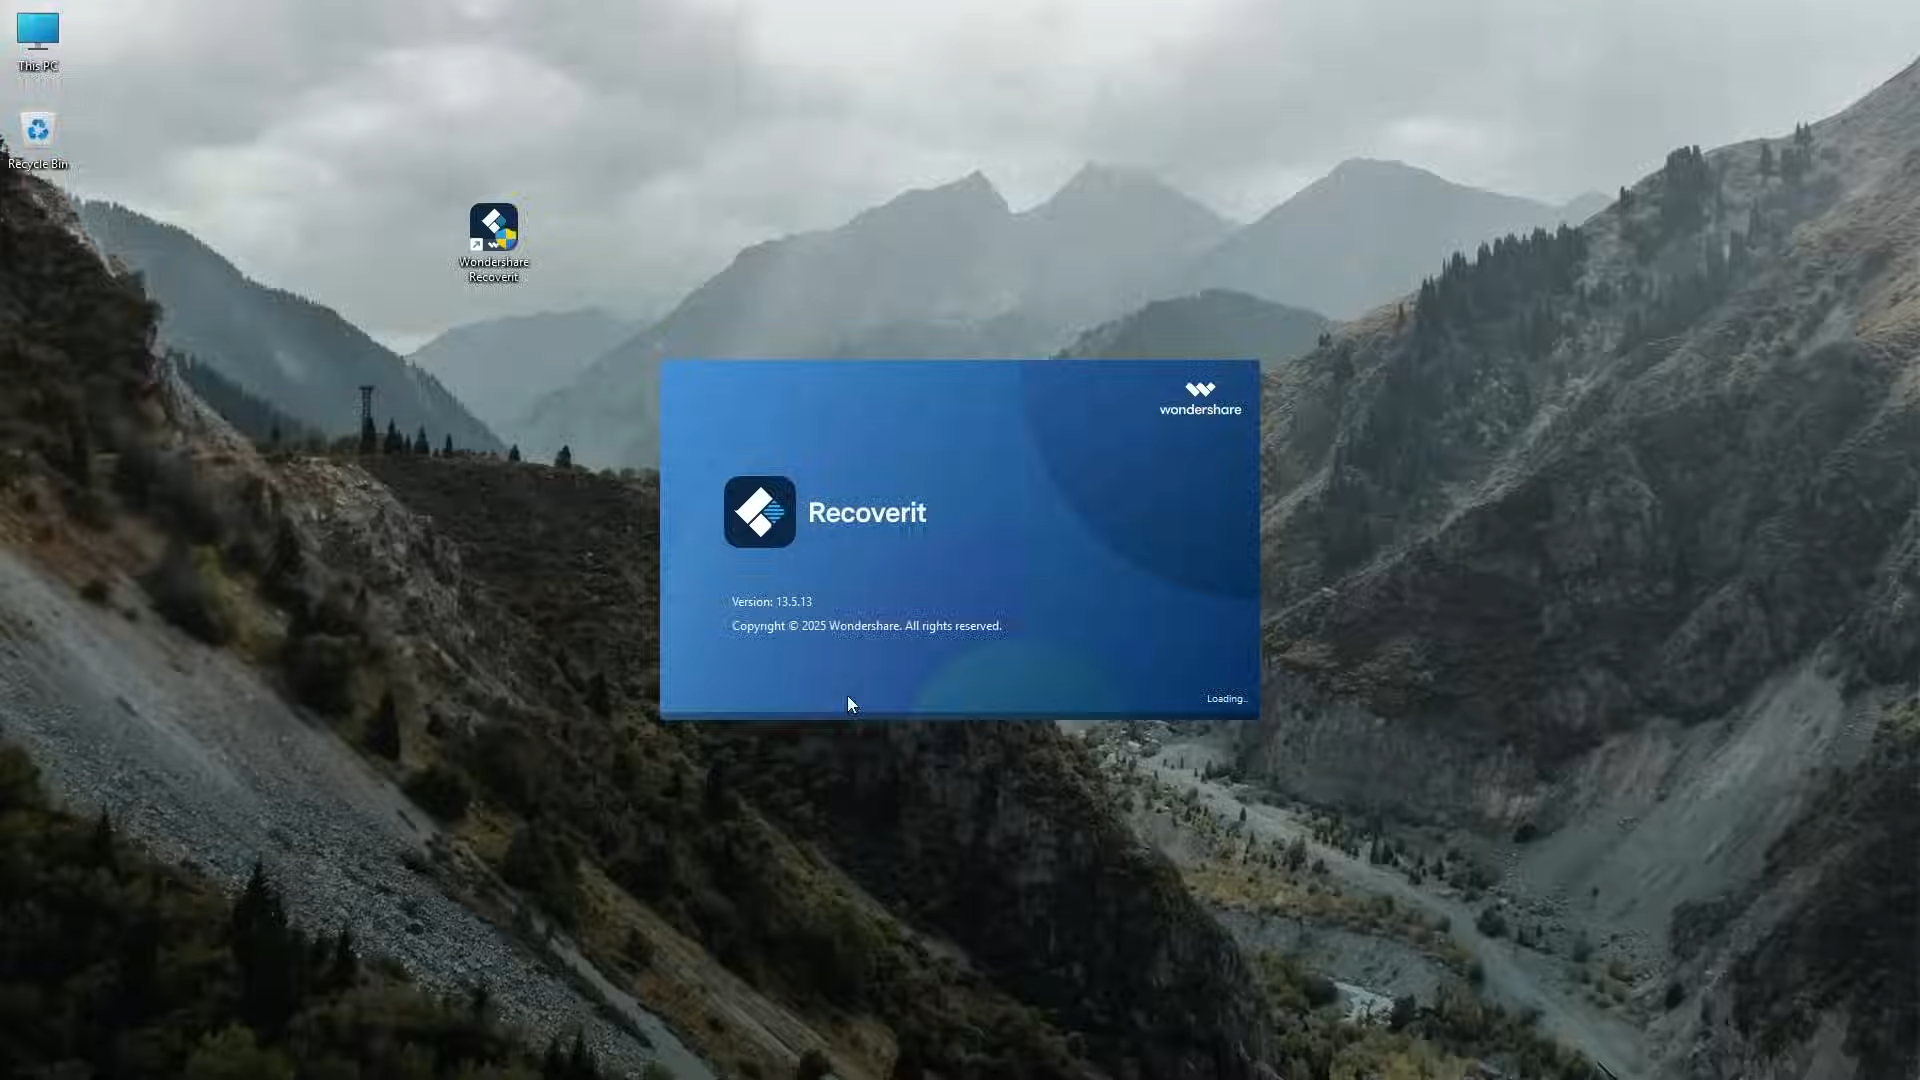 This PC
Recycle Bin
Wondershare
Recoverit
wondershare
Recoverit
Version: 13.5.13
Copyright © 2025 Wondershare. All rights reserved.
Loading..